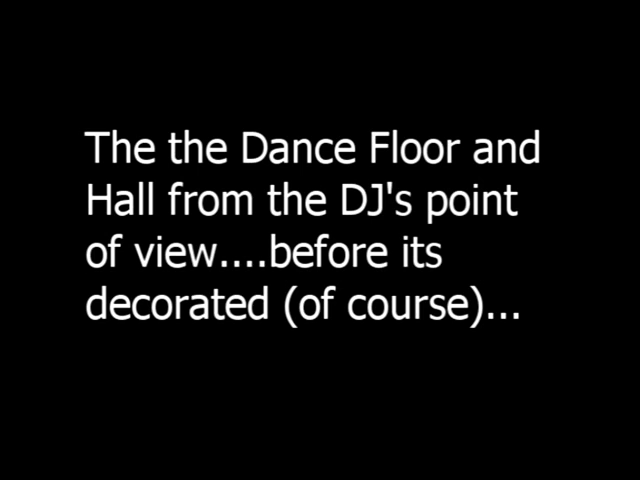 The the Dance Floor and
Hall from the DJ's point
of view....before its
decorated (of course)...